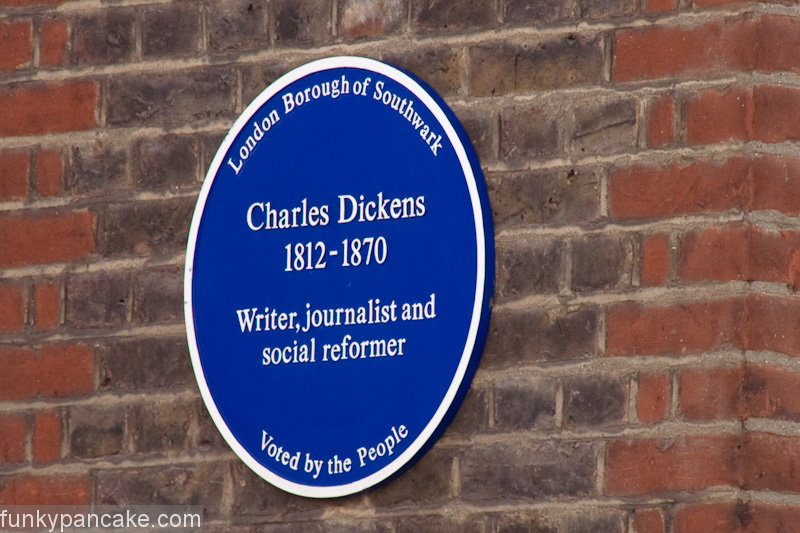 London Borough of Southwark
Charles Dickens
1812-1870
Writer, journalist and
social reformer
Voted by the People
funkypancake.com